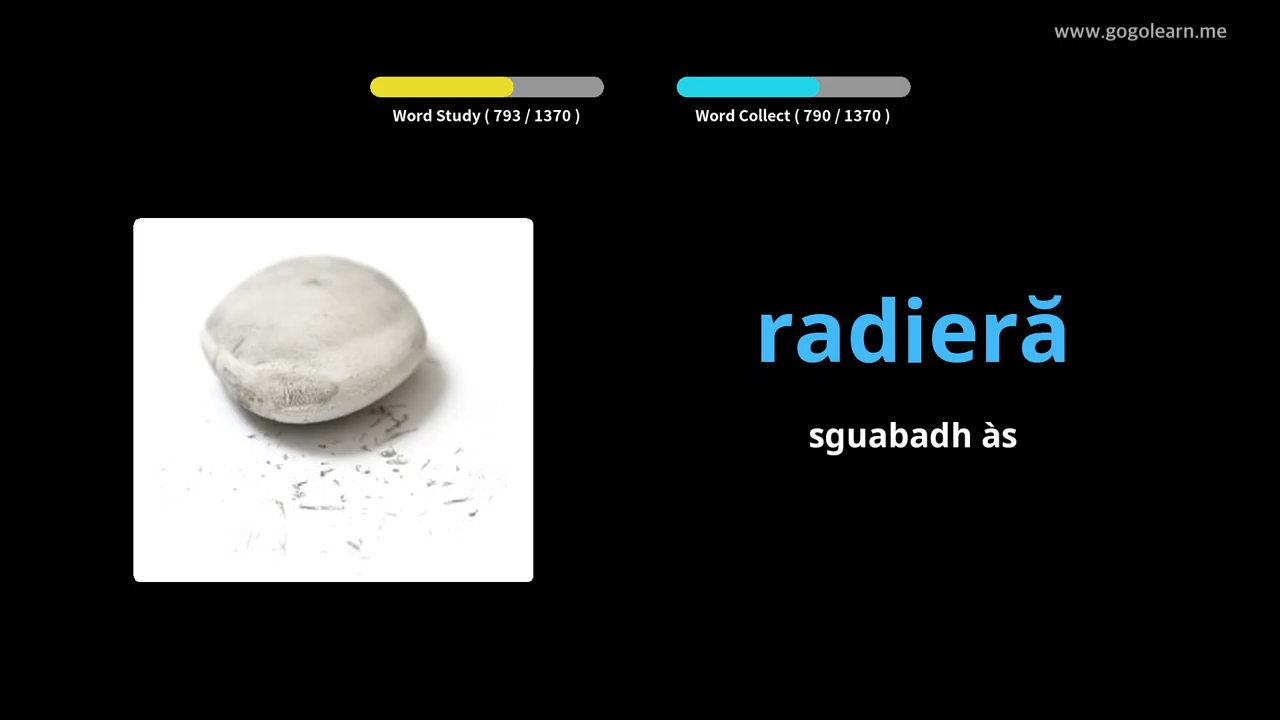 www.gogolearn.me
Word Study ( 793 / 1370 )
Word Collect ( 790 / 1370 )
radieră
sguabadh às